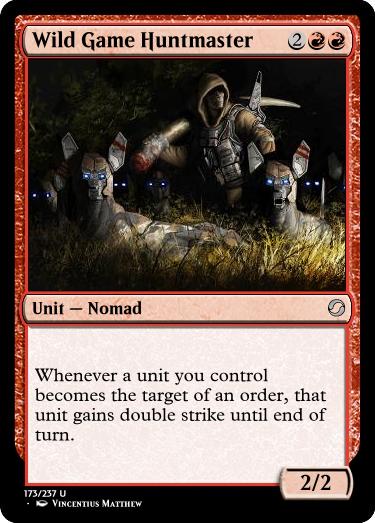 Wild Game Huntmaster 2
Unit — Nomad
Whenever a unit you control
becomes the target of an order, that
unit gains double strike until end of
turn.
2/2
173/237 U
· Vincentius Matthew